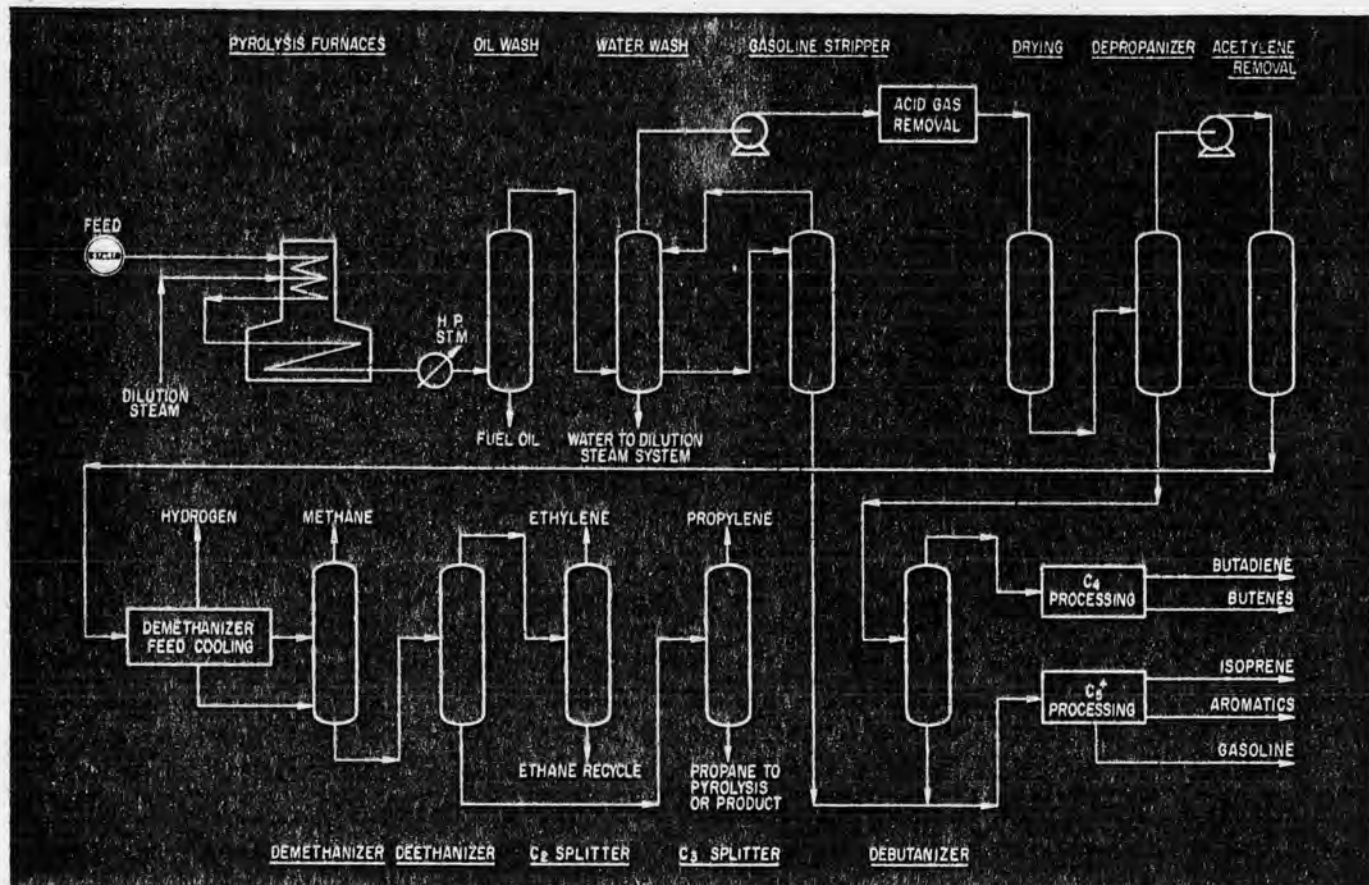 PYROLYSIS FURNACES
OIL WASH
WATER WASH
GASOLINE STRIPPER
DRYING
DEPROPANIZER
ACETYLENE
REMOVAL
ACID GAS
REMOVAL
FEED
START
H. P.
STM
DILUTION
STEAM
FUEL OIL
WATER TO DILUTION
STEAM SYSTEM
HYDROGEN
METHANE
ETHYLENE
PROPYLENE
BUTADIENE
C4
PROCESSING
BUTENES
DEMETHANIZER
FEED COOLING
ISOPRENE
C5+
PROCESSING
AROMATICS
GASOLINE
ETHANE RECYCLE
PROPANE TO
PYROLYSIS
OR PRODUCT
DEMETHANIZER
DEETHANIZER
C2 SPLITTER
C3 SPLITTER
DEBUTANIZER